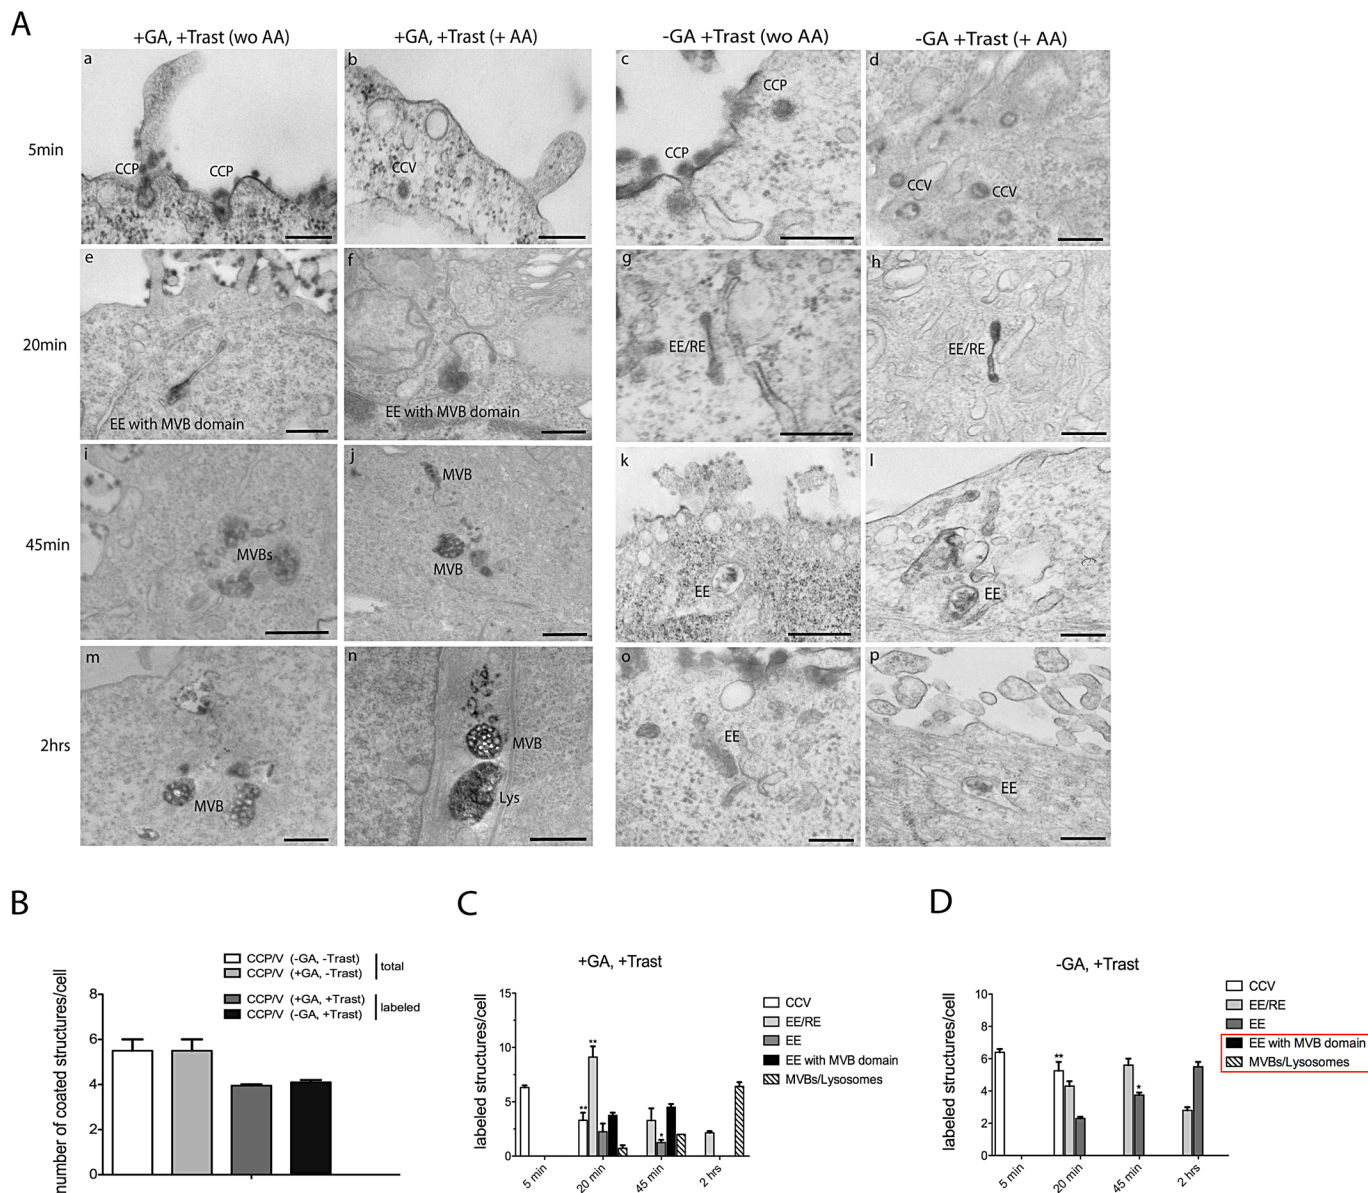 A
+GA, +Trast (wo AA)
+GA, +Trast (+ AA)
-GA +Trast (wo AA)
-GA +Trast (+ AA)
5min
a
CCP
CCP
b
CCV
c
CCP
CCP
d
CCV
CCV
20min
e
EE with MVB domain
f
EE with MVB domain
g
EE/RE
h
EE/RE
45min
i
MVBs
j
MVB
MVB
k
EE
l
EE
2hrs
m
MVB
n
MVB
Lys
o
EE
p
EE
B
number of coated structures/cell
8
6
4
2
0
CCP/V (-GA, -Trast)
CCP/V (+GA, -Trast)
total
CCP/V (+GA, +Trast)
CCP/V (-GA, +Trast)
labeled
C
+GA, +Trast
labeled structures/cell
15
10
5
0
**
**
*
5 min
20 min
45 min
2 hrs
CCV
EE/RE
EE
EE with MVB domain
MVBs/Lysosomes
D
-GA, +Trast
labeled structures/cell
10
8
6
4
2
0
**
*
5 min
20 min
45 min
2 hrs
CCV
EE/RE
EE
EE with MVB domain
MVBs/Lysosomes